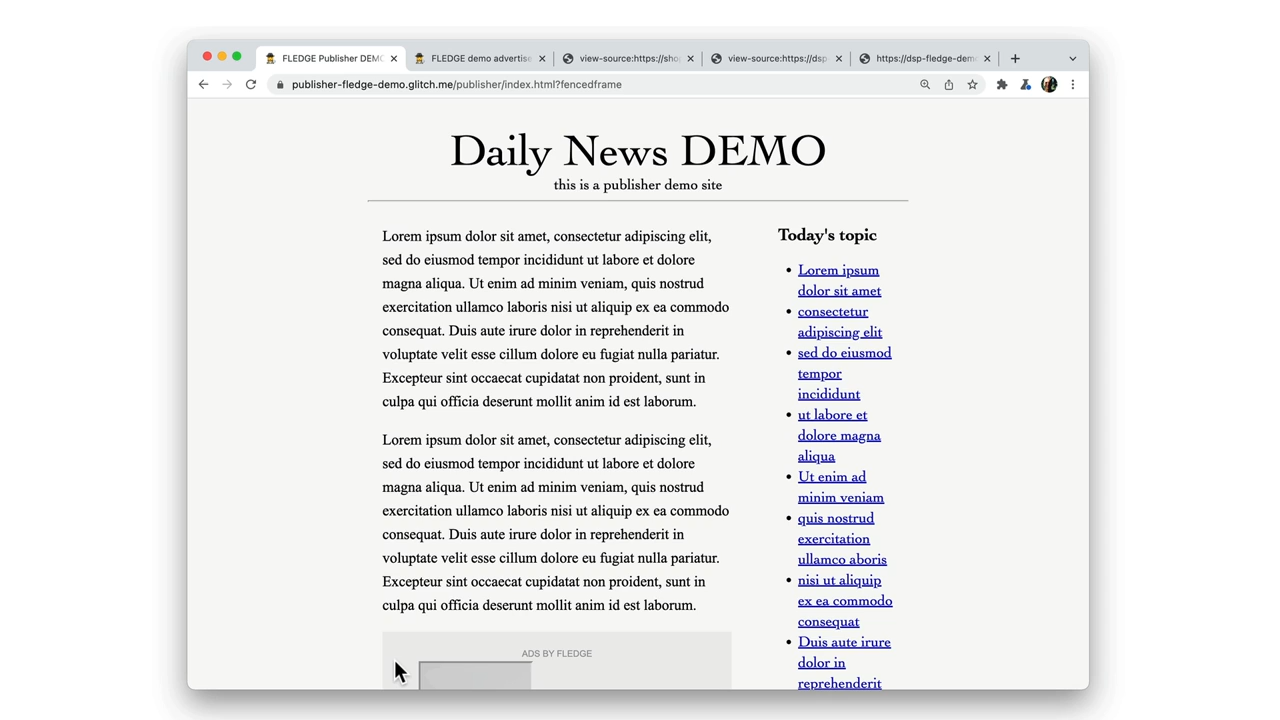 FLEDGE Publisher DEMO
FLEDGE demo advertise
view-source:https://shop
view-source:https://dsp-
https://dsp-fledge-demo
publisher-fledge-demo.glitch.me/publisher/index.html?fencedframe
Daily News DEMO
this is a publisher demo site
Lorem ipsum dolor sit amet, consectetur adipiscing elit,
sed do eiusmod tempor incididunt ut labore et dolore
magna aliqua. Ut enim ad minim veniam, quis nostrud
exercitation ullamco laboris nisi ut aliquip ex ea commodo
consequat. Duis aute irure dolor in reprehenderit in
voluptate velit esse cillum dolore eu fugiat nulla pariatur.
Excepteur sint occaecat cupidatat non proident, sunt in
culpa qui officia deserunt mollit anim id est laborum.
Lorem ipsum dolor sit amet, consectetur adipiscing elit,
sed do eiusmod tempor incididunt ut labore et dolore
magna aliqua. Ut enim ad minim veniam, quis nostrud
exercitation ullamco laboris nisi ut aliquip ex ea commodo
consequat. Duis aute irure dolor in reprehenderit in
voluptate velit esse cillum dolore eu fugiat nulla pariatur.
Excepteur sint occaecat cupidatat non proident, sunt in
culpa qui officia deserunt mollit anim id est laborum.
ADS BY FLEDGE
Today's topic
Lorem ipsum
dolor sit amet
consectetur
adipiscing elit
sed do eiusmod
tempor
incididunt
ut labore et
dolore magna
aliqua
Ut enim ad
minim veniam
quis nostrud
exercitation
ullamco aboris
nisi ut aliquip
ex ea commodo
consequat
Duis aute irure
dolor in
reprehenderit